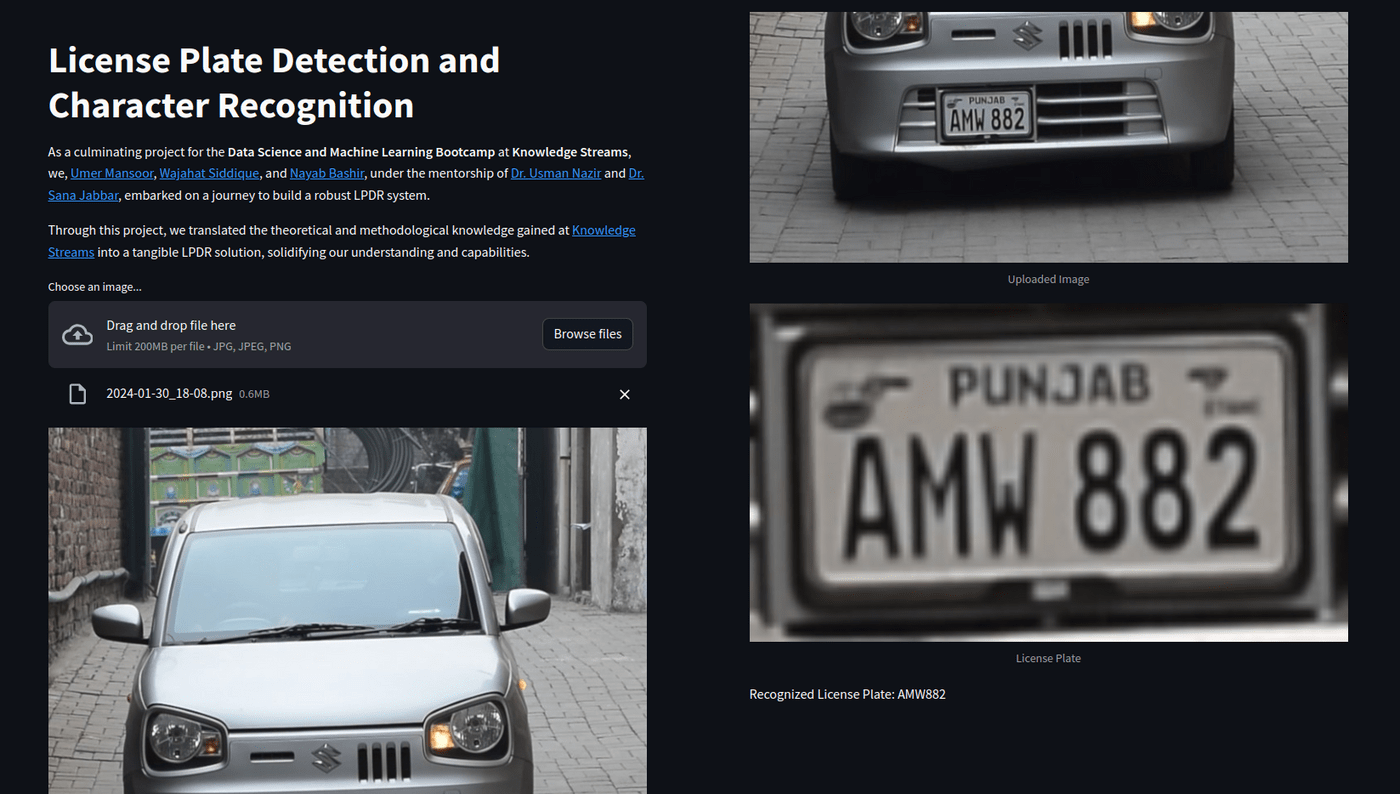 License Plate Detection and
Character Recognition
As a culminating project for the Data Science and Machine Learning Bootcamp at Knowledge Streams,
we, Umer Mansoor, Wajahat Siddique, and Nayab Bashir, under the mentorship of Dr. Usman Nazir and Dr.
Sana Jabbar, embarked on a journey to build a robust LPDR system.
Through this project, we translated the theoretical and methodological knowledge gained at Knowledge
Streams into a tangible LPDR solution, solidifying our understanding and capabilities.
Choose an image...
Drag and drop file here
Limit 200MB per file • JPG, JPEG, PNG
Browse files
2024-01-30_18-08.png 0.6MB
PUNJAB
AMW 882
Uploaded Image
PUNJAB
AMW 882
License Plate
Recognized License Plate: AMW882